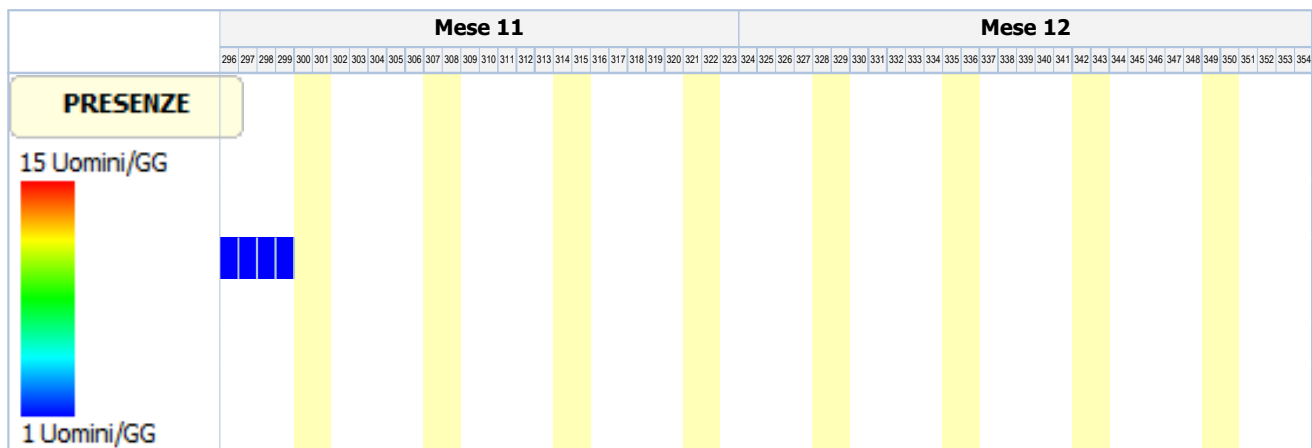 Mese 11 Mese 12
296 297 298 299 300 301 302 303 304 305 306 307 308 309 310 311 312 313 314 315 316 317 318 319 320 321 322 323 324 325 326 327 328 329 330 331 332 333 334 335 336 337 338 339 340 341 342 343 344 345 346 347 348 349 350 351 352 353 354
PRESENZE
15 Uomini/GG
1 Uomini/GG